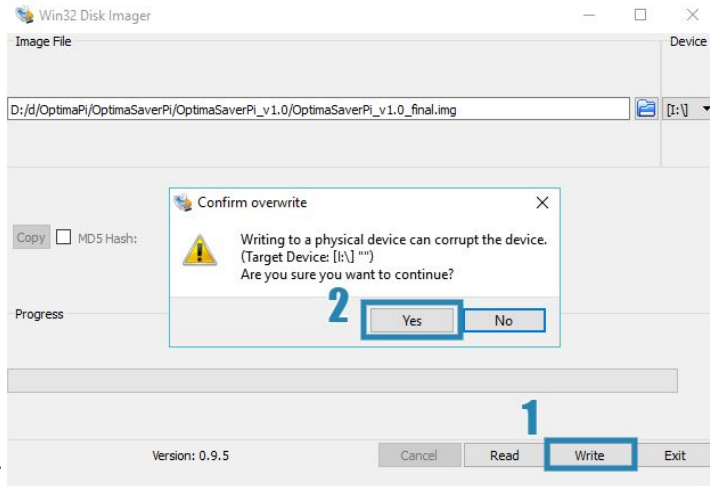 Win32 Disk Imager
Image File
Device
D:/d/OptimaPi/OptimaSaverPi/OptimaSaverPi_v1.0/OptimaSaverPi_v1.0_final.img
[I:\]
Confirm overwrite
Copy
MD5 Hash:
Writing to a physical device can corrupt the device.
(Target Device: [I:\] "")
Are you sure you want to continue?
2
Yes
No
Progress
1
Version: 0.9.5
Cancel
Read
Write
Exit